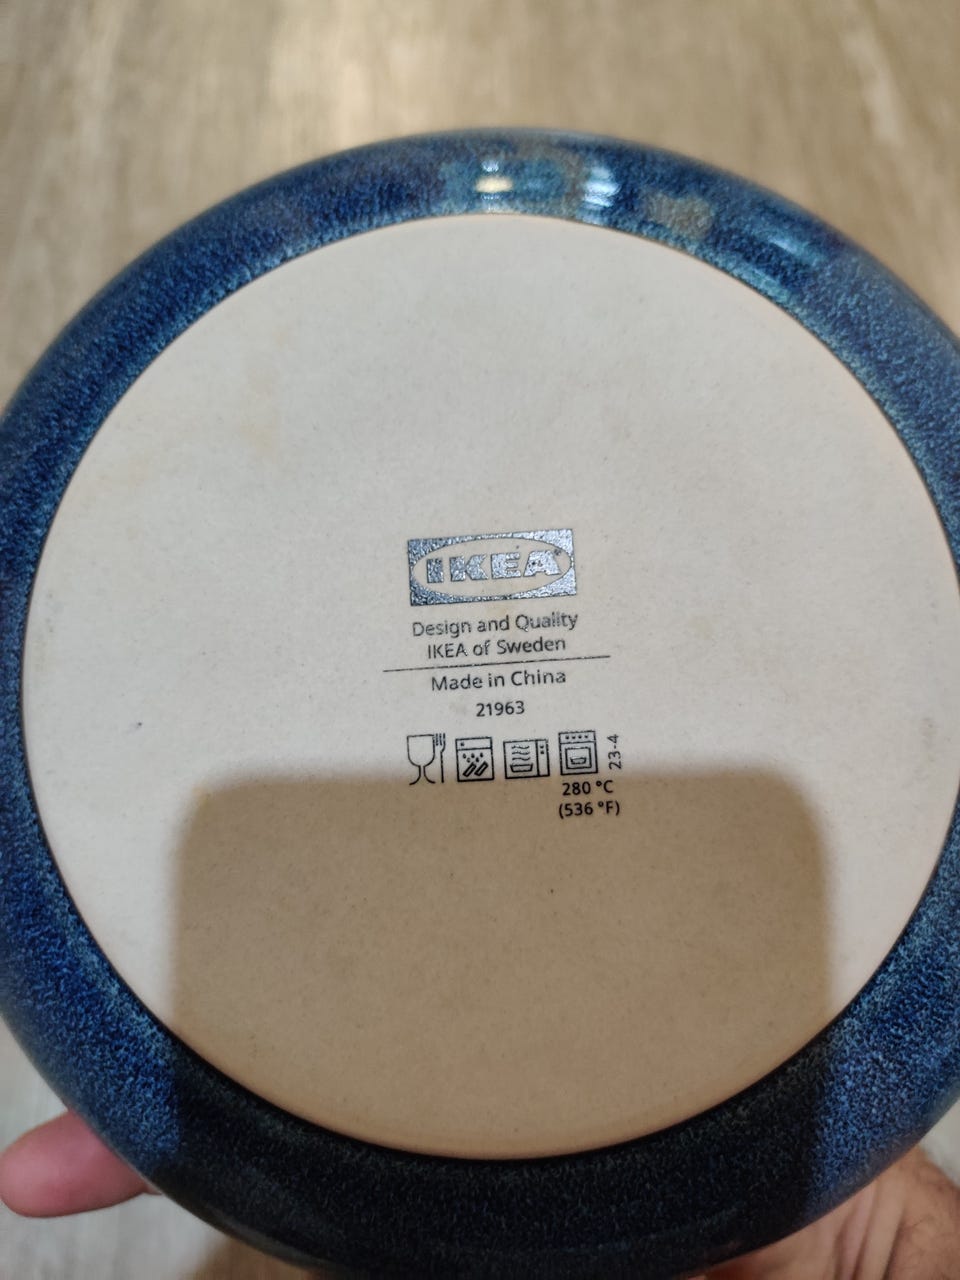 IKEA®
Design and Quality
IKEA of Sweden
Made in China
21963
23-4
280 °C
(536 °F)